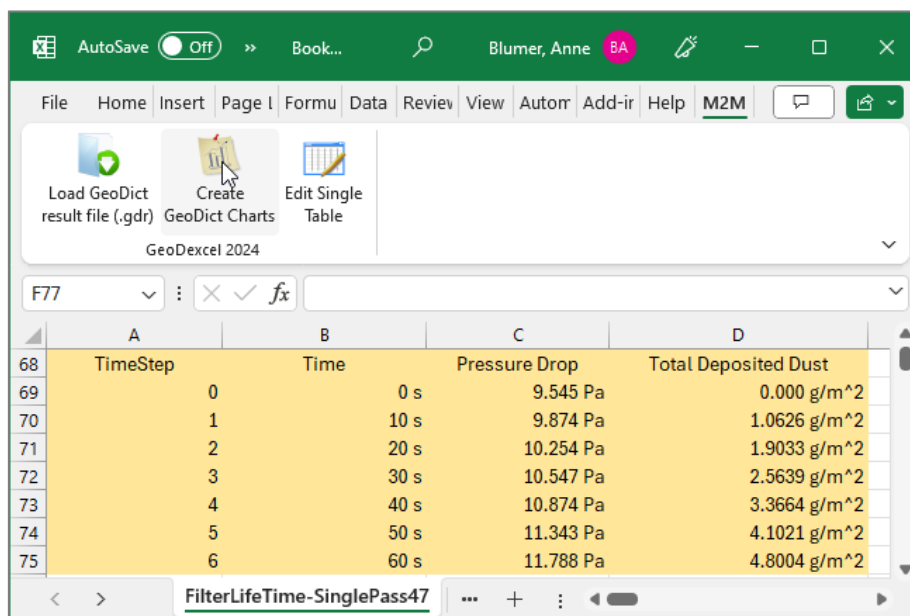 AutoSave Off » Book... Blumer, Anne BA
File Home Insert Page l Formu Data Review View Autom Add-in Help M2M
Load GeoDict result file (.gdr)
Create GeoDict Charts
Edit Single Table
GeoDexcel 2024
F77 fx
A B C D
68 TimeStep Time Pressure Drop Total Deposited Dust
69 0 0 s 9.545 Pa 0.000 g/m^2
70 1 10 s 9.874 Pa 1.0626 g/m^2
71 2 20 s 10.254 Pa 1.9033 g/m^2
72 3 30 s 10.547 Pa 2.5639 g/m^2
73 4 40 s 10.874 Pa 3.3664 g/m^2
74 5 50 s 11.343 Pa 4.1021 g/m^2
75 6 60 s 11.788 Pa 4.8004 g/m^2
FilterLifeTime-SinglePass47 ...